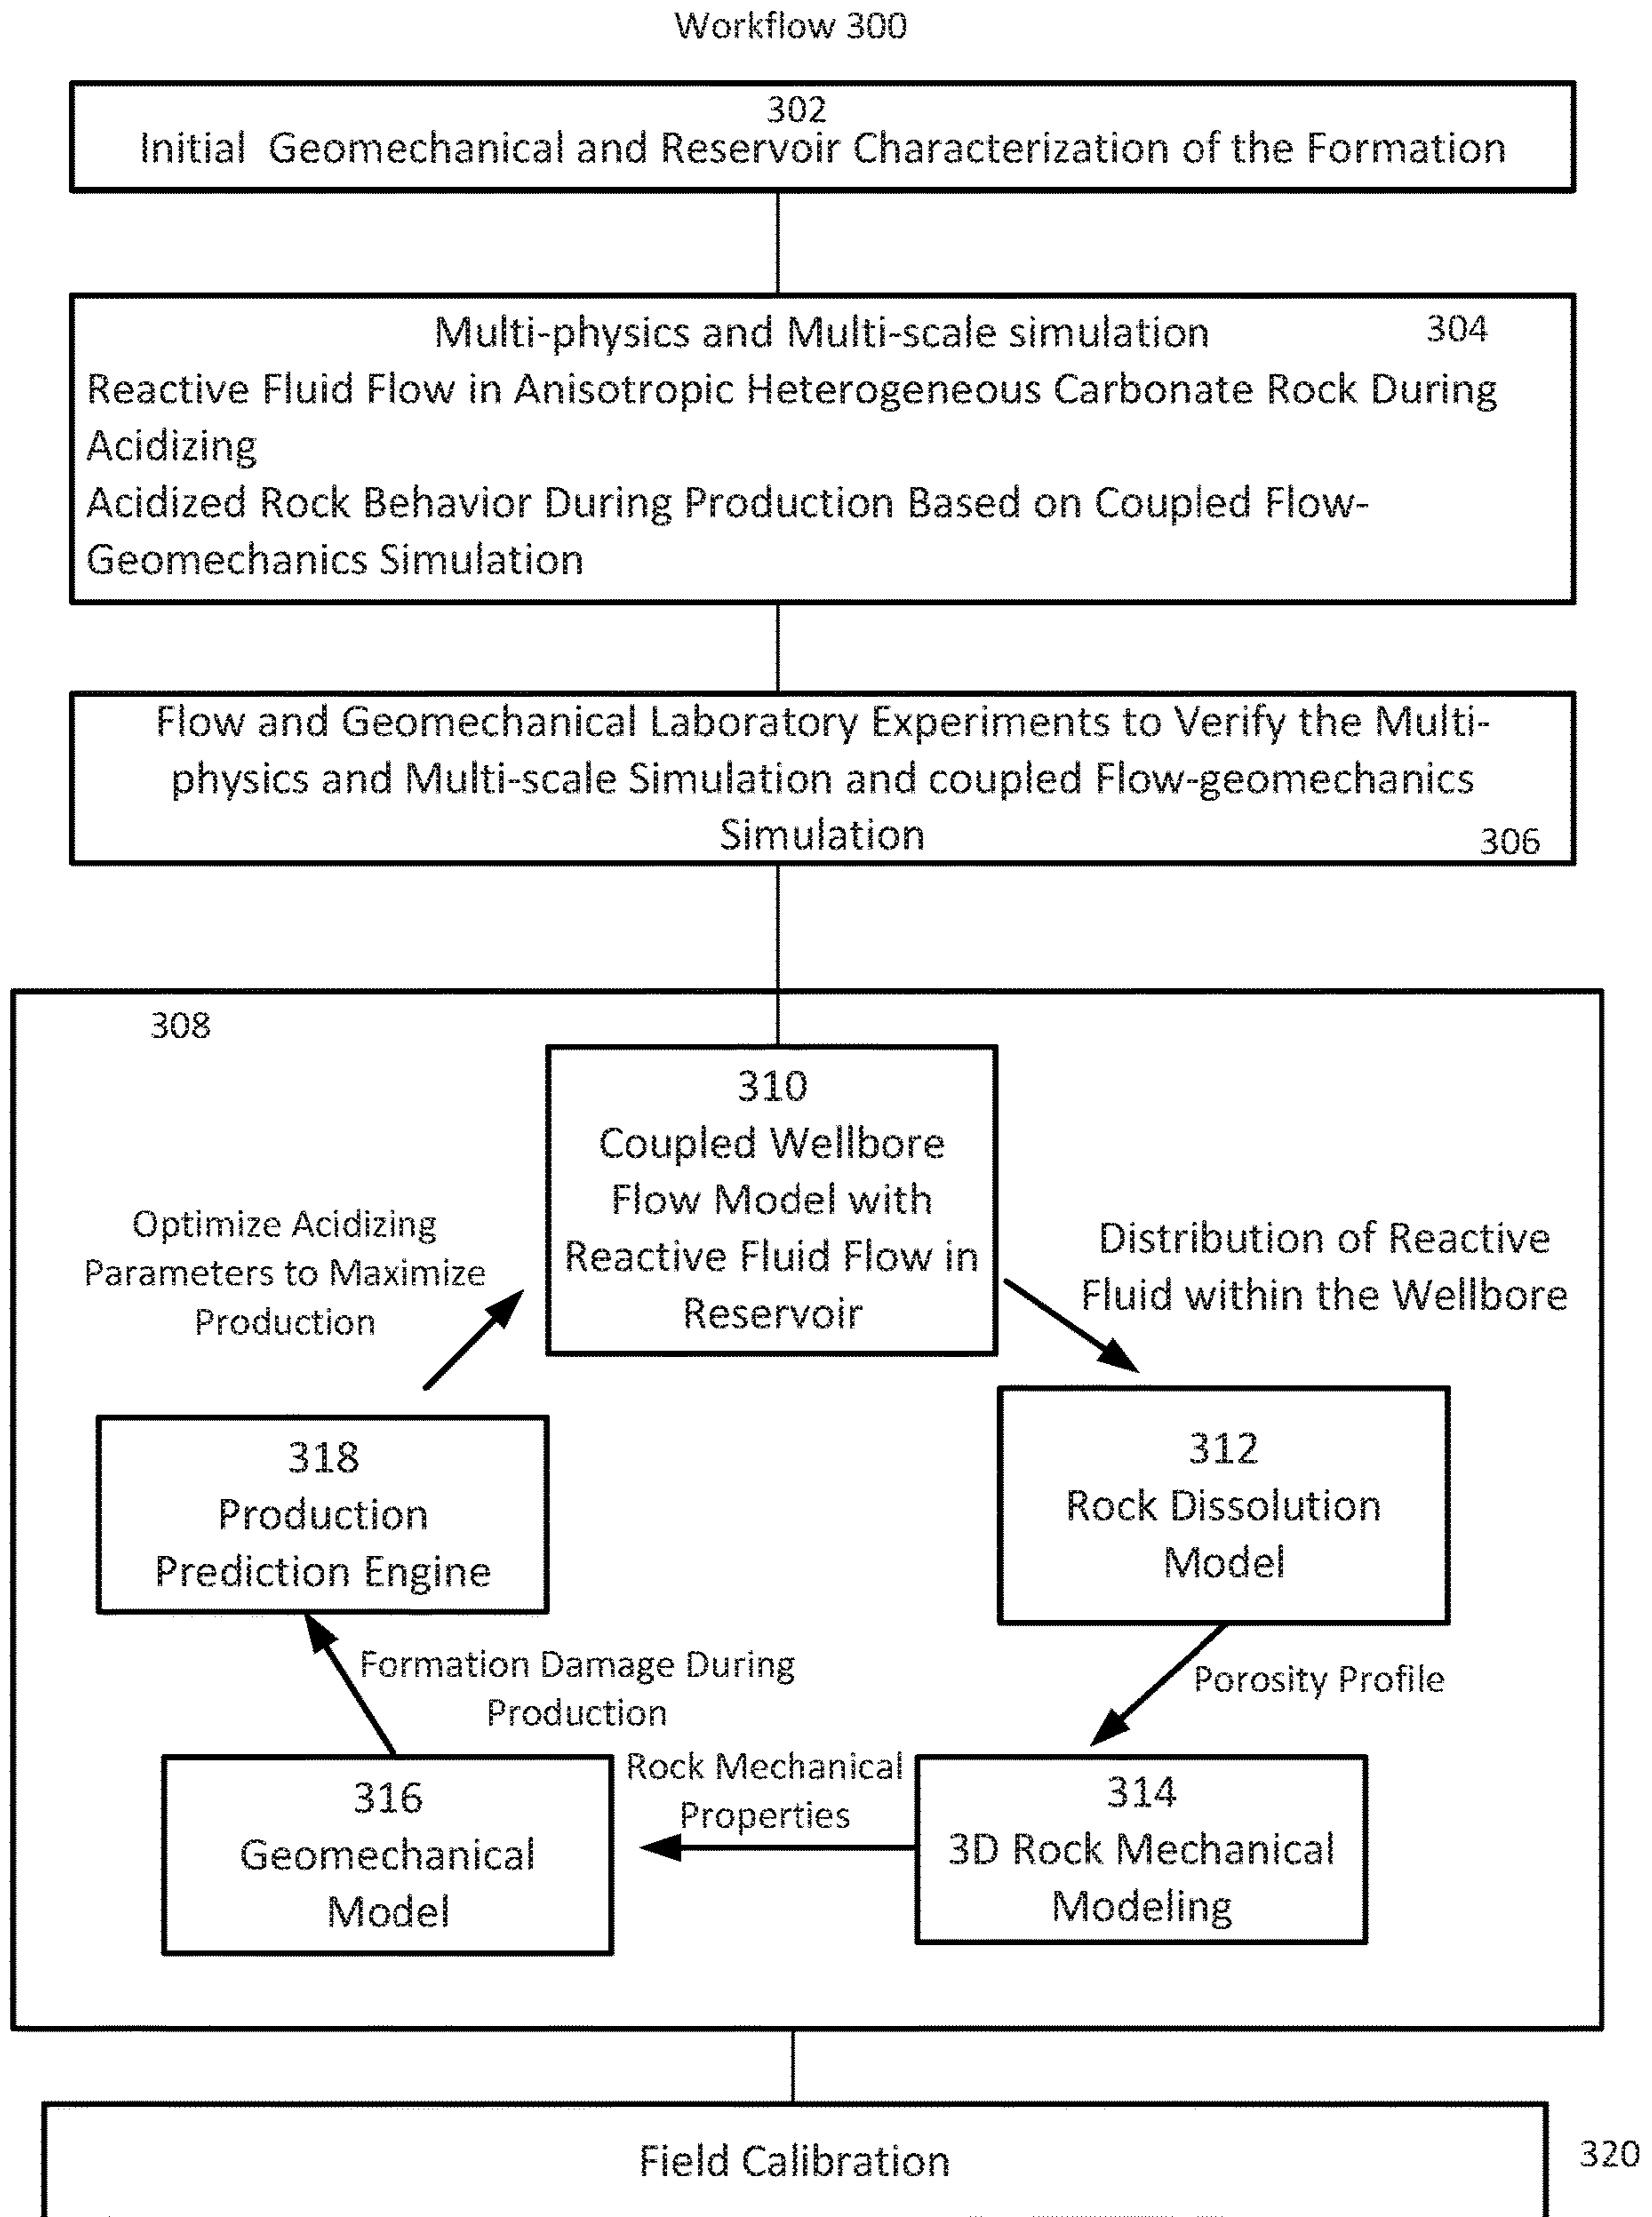 Workflow 300
302
Initial Geomechanical and Reservoir Characterization of the Formation
Multi-physics and Multi-scale simulation 304
Reactive Fluid Flow in Anisotropic Heterogeneous Carbonate Rock During
Acidizing
Acidized Rock Behavior During Production Based on Coupled Flow-
Geomechanics Simulation
Flow and Geomechanical Laboratory Experiments to Verify the Multi-
physics and Multi-scale Simulation and coupled Flow-geomechanics
Simulation
306
308
310
Coupled Wellbore
Flow Model with
Reactive Fluid Flow in
Reservoir
Distribution of Reactive
Fluid within the Wellbore
312
Rock Dissolution
Model
Porosity Profile
314
3D Rock Mechanical
Modeling
Rock Mechanical
Properties
316
Geomechanical
Model
Formation Damage During
Production
318
Production
Prediction Engine
Optimize Acidizing
Parameters to Maximize
Production
Field Calibration
320